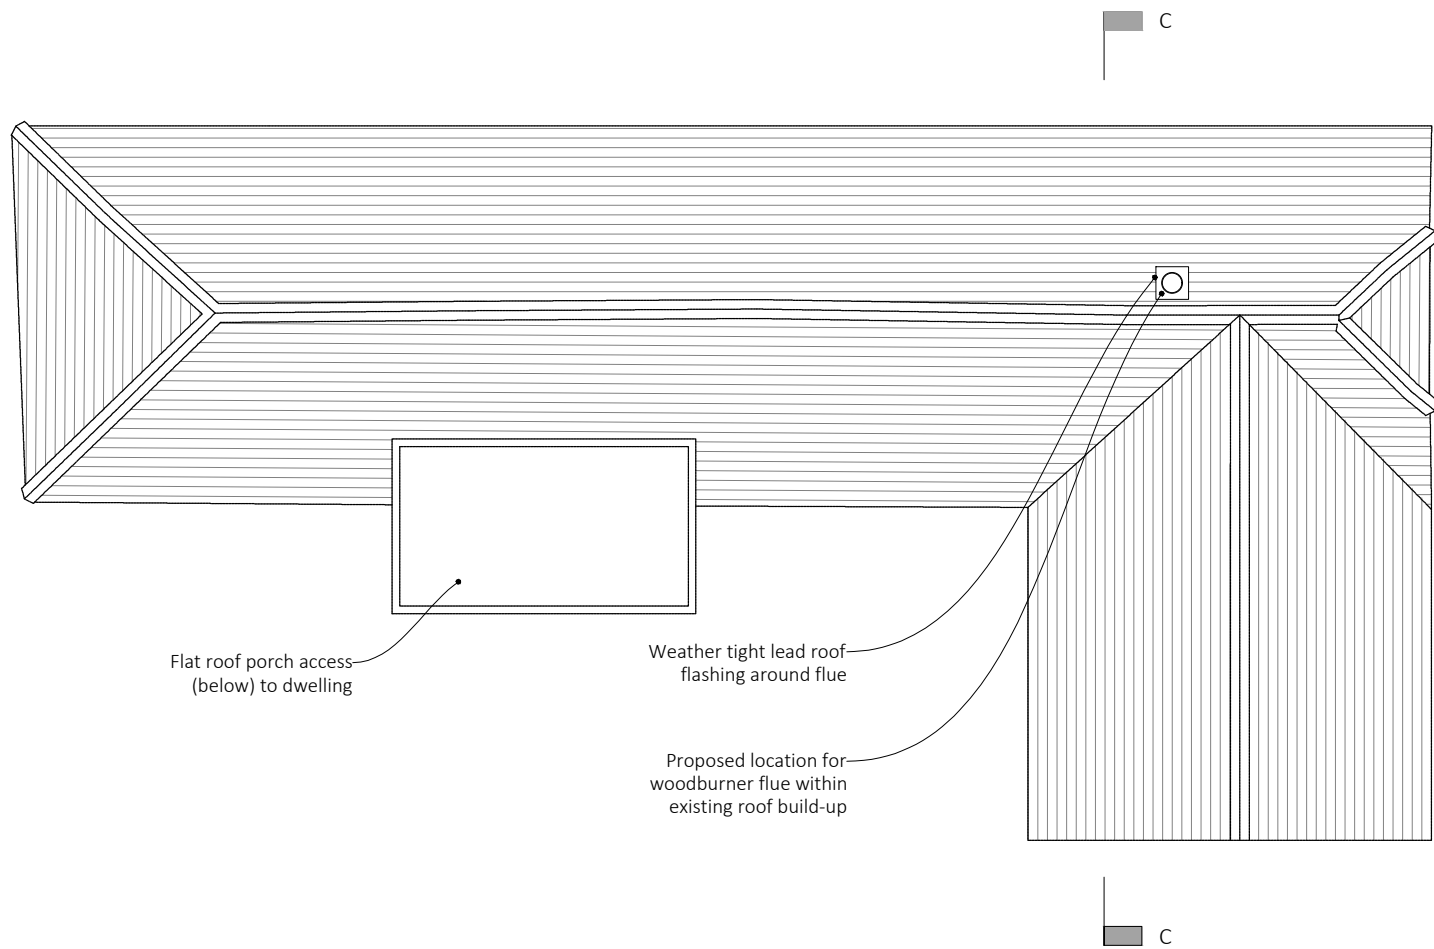 C
Flat roof porch access
(below) to dwelling
Weather tight lead roof
flashing around flue
Proposed location for
woodburner flue within
existing roof build-up
C